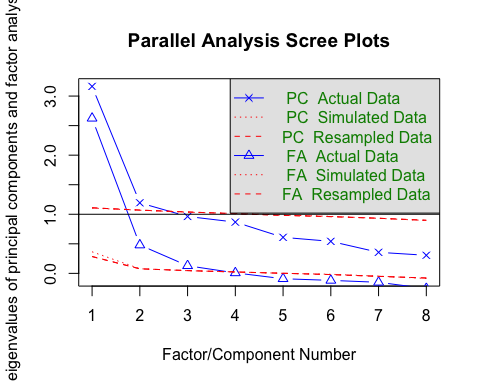 Parallel Analysis Scree Plots
eigenvalues of principal components and factor analys
3.0
2.0
1.0
0.0
PC Actual Data
PC Simulated Data
PC Resampled Data
FA Actual Data
FA Simulated Data
FA Resampled Data
1 2 3 4 5 6 7 8
Factor/Component Number